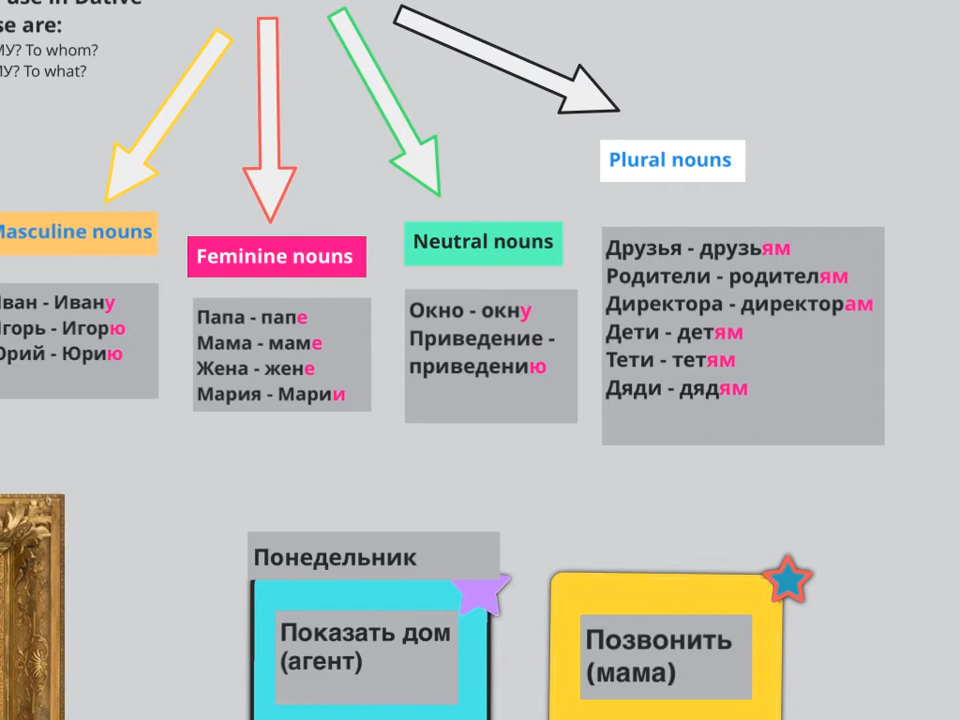 use in Dative
se are:
МУ? To whom?
МУ? To what?
Plural nouns
Masculine nouns
Feminine nouns
Neutral nouns
Иван - Ивану
Игорь - Игорю
Юрий - Юрию
Папа - папе
Мама - маме
Жена - жене
Мария - Марии
Окно - окну
Приведение -
приведению
Друзья - друзьям
Родители - родителям
Директора - директорам
Дети - детям
Тети - тетям
Дяди - дядям
Понедельник
Показать дом
(агент)
Позвонить
(мама)